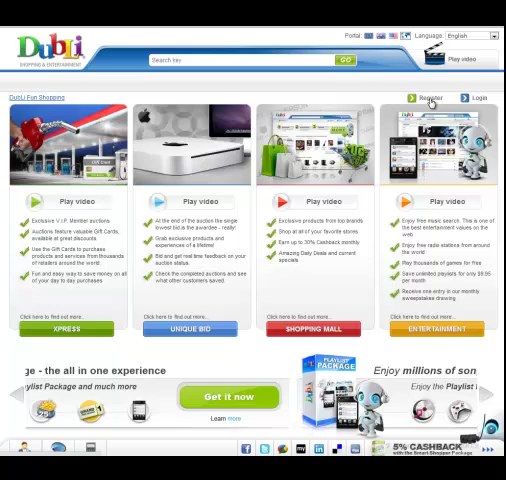 Portal:
Language: English
DubLi
SHOPPING & ENTERTAINMENT
Search key
GO
Play video
DubLi Fun Shopping
Register
Login
Play video
Exclusive V.I.P. Member auctions
Auctions feature valuable Gift Cards,
available at great discounts.
Use the Gift Cards to purchase
products and services from thousands
of retailers around the world
Fun and easy way to save money on all
of your day to day purchases
Click here to find out more...
XPRESS
Play video
At the end of the auction the single
lowest bid is the awardee - really!
Grab exclusive products and
experiences of a lifetime!
Bid and get real time feedback on your
auction status.
Check the completed auctions and see
what other customers saved.
Click here to find out more...
UNIQUE BID
Play video
Exclusive products from top brands
Shop at all of your favorite stores
Earn up to 30% Cashback monthly
Amazing Daily Deals and current
specials
Click here to find out more...
SHOPPING MALL
Play video
Enjoy free music search. This is one of
the best entertainment values on the
web
Enjoy free radio stations from around
the world
Play thousands of games for free
Save unlimited playlists for only $9.95
per month
Receive one entry in our monthly
sweepstakes drawing
Click here to find out more...
ENTERTAINMENT
ge - the all in one experience
ylist Package and much more
Get it now
Learn more
PLAYLIST
PACKAGE
Enjoy millions of son
Enjoy the Playlist
5% CASHBACK
with the Smart Shopper Package